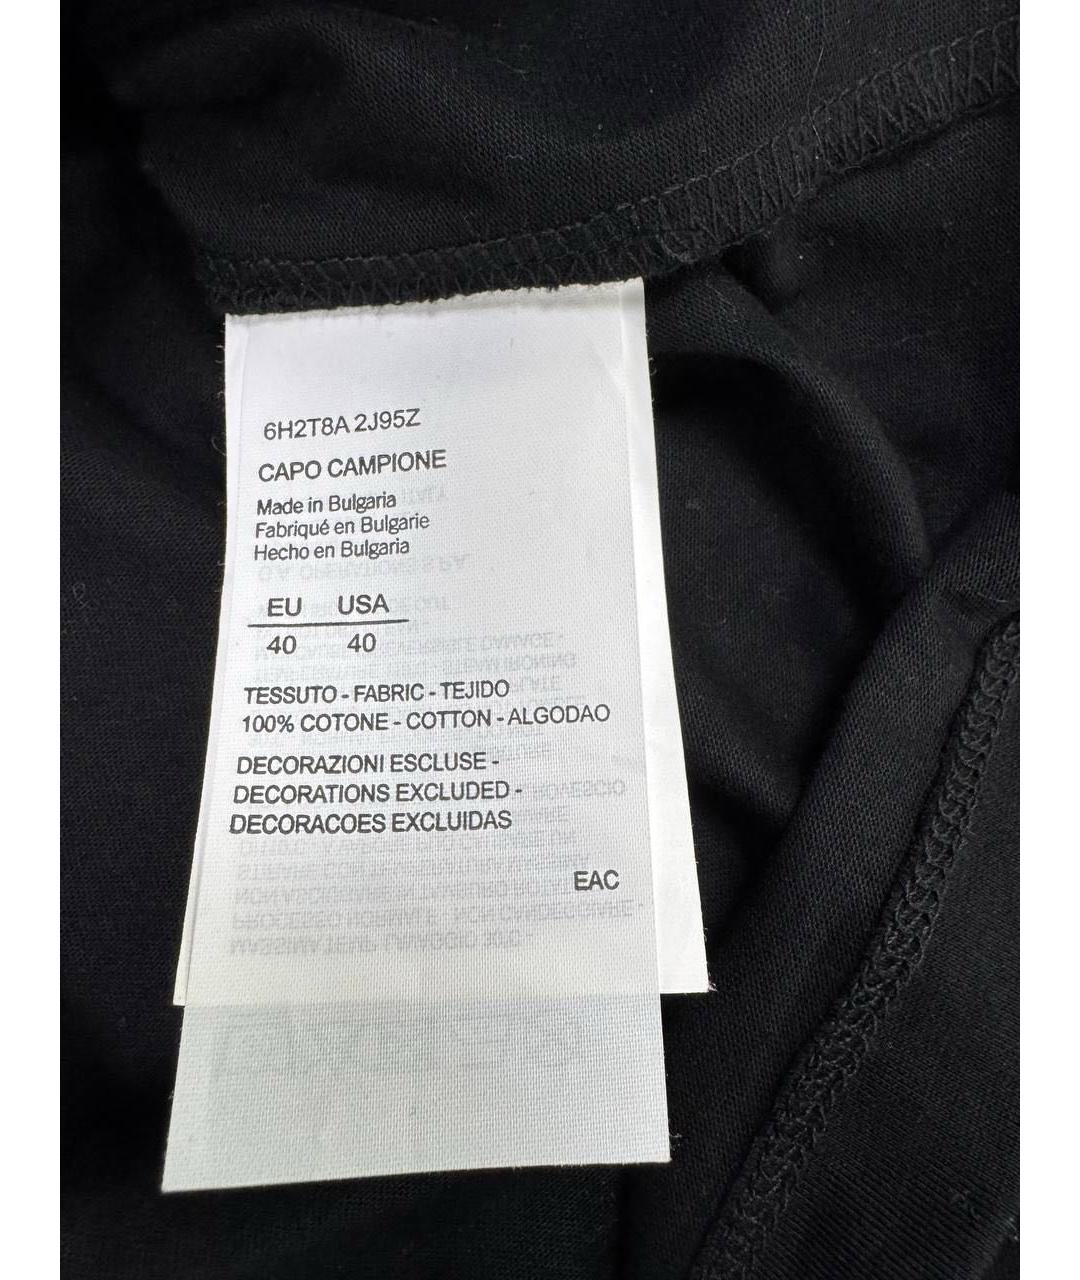 6H2T8A 2J95Z
CAPO CAMPIONE
Made in Bulgaria
Fabriqué en Bulgarie
Hecho en Bulgaria
EU USA
40 40
TESSUTO - FABRIC - TEJIDO
100% COTONE - COTTON - ALGODAO
DECORAZIONI ESCLUSE -
DECORATIONS EXCLUDED -
DECORACOES EXCLUIDAS
EAC